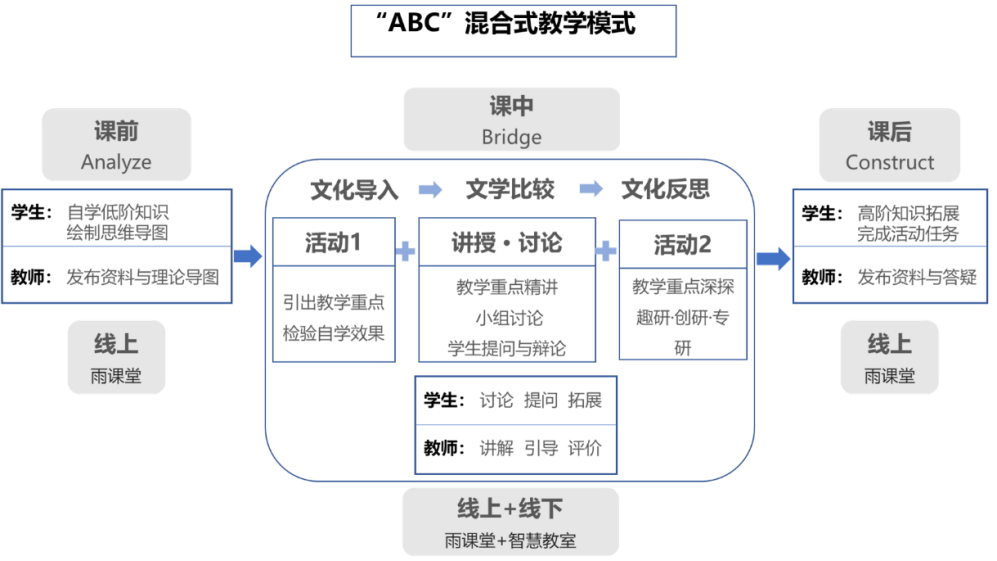 “ABC”混合式教学模式
课前
Analyze
学生： 自学低阶知识
绘制思维导图
教师： 发布资料与理论导图
线上
雨课堂
课中
Bridge
文化导入
文学比较
文化反思
活动1
引出教学重点
检验自学效果
讲授·讨论
教学重点精讲
小组讨论
学生提问与辩论
活动2
教学重点深探
趣研·创研·专
研
学生： 讨论 提问 拓展
教师： 讲解 引导 评价
线上+线下
雨课堂+智慧教室
课后
Construct
学生： 高阶知识拓展
完成活动任务
教师： 发布资料与答疑
线上
雨课堂